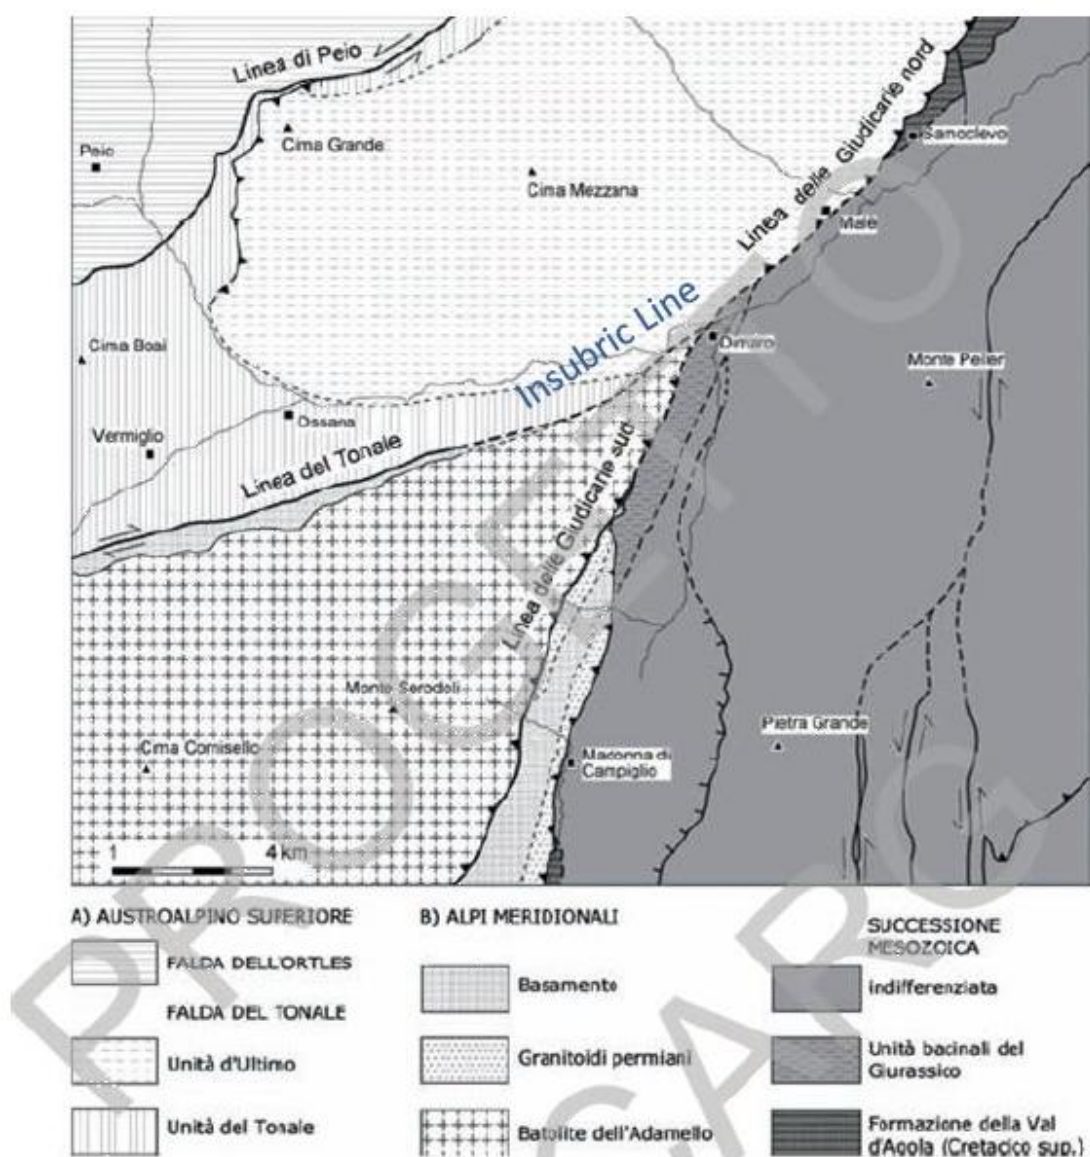 Linea di Peio
Peio
Cima Grande
Cima Mezzana
Linea delle Giudicarie nord
Samoclevo
Malè
Insubric Line
Dimaro
Monte Peller
Cima Boai
Ossana
Vermiglio
Linea del Tonale
Linea delle Giudicarie sud
Monte Serodoli
Cima Cornisello
Pietra Grande
Madonna di
Campiglio
1 4 km
PROGETTO
CARG
A) AUSTROALPINO SUPERIORE
FALDA DELL'ORTLES
FALDA DEL TONALE
Unità d'Ultimo
Unità del Tonale
B) ALPI MERIDIONALI
Basamento
Granitoidi permiani
Batolite dell'Adamello
SUCCESSIONE
MESOZOICA
indifferenziata
Unità bacinali del
Giurassico
Formazione della Val
d'Agola (Cretacico sup.)